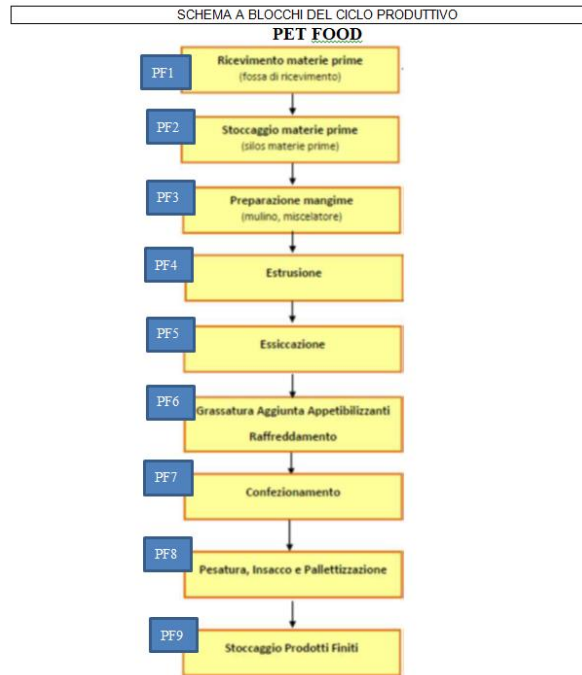 SCHEMA A BLOCCHI DEL CICLO PRODUTTIVO
PET FOOD
PF1
Ricevimento materie prime
(fossa di ricevimento)
PF2
Stoccaggio materie prime
(silos materie prime)
PF3
Preparazione mangime
(mulino, miscelatore)
PF4
Estrusione
PF5
Essiccazione
PF6
Grassatura Aggiunta Appetibilizzanti
Raffreddamento
PF7
Confezionamento
PF8
Pesatura, Insacco e Pallettizzazione
PF9
Stoccaggio Prodotti Finiti